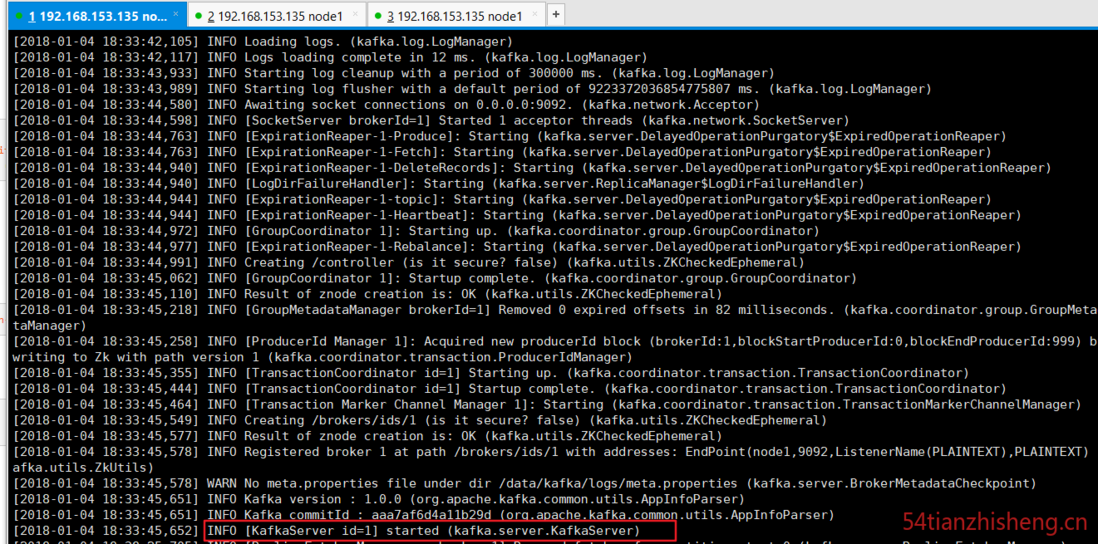 1 192.168.153.135 no...
2 192.168.153.135 node1
3 192.168.153.135 node1
[2018-01-04 18:33:42,105] INFO Loading logs. (kafka.log.LogManager)
[2018-01-04 18:33:42,117] INFO Logs loading complete in 12 ms. (kafka.log.LogManager)
[2018-01-04 18:33:43,933] INFO Starting log cleanup with a period of 300000 ms. (kafka.log.LogManager)
[2018-01-04 18:33:43,989] INFO Starting log flusher with a default period of 9223372036854775807 ms. (kafka.log.LogManager)
[2018-01-04 18:33:44,580] INFO Awaiting socket connections on 0.0.0.0:9092. (kafka.network.Acceptor)
[2018-01-04 18:33:44,598] INFO [SocketServer brokerId=1] Started 1 acceptor threads (kafka.network.SocketServer)
[2018-01-04 18:33:44,763] INFO [ExpirationReaper-1-Produce]: Starting (kafka.server.DelayedOperationPurgatory$ExpiredOperationReaper)
[2018-01-04 18:33:44,763] INFO [ExpirationReaper-1-Fetch]: Starting (kafka.server.DelayedOperationPurgatory$ExpiredOperationReaper)
[2018-01-04 18:33:44,940] INFO [ExpirationReaper-1-DeleteRecords]: Starting (kafka.server.DelayedOperationPurgatory$ExpiredOperationReaper)
[2018-01-04 18:33:44,940] INFO [LogDirFailureHandler]: Starting (kafka.server.ReplicaManager$LogDirFailureHandler)
[2018-01-04 18:33:44,944] INFO [ExpirationReaper-1-topic]: Starting (kafka.server.DelayedOperationPurgatory$ExpiredOperationReaper)
[2018-01-04 18:33:44,944] INFO [ExpirationReaper-1-Heartbeat]: Starting (kafka.server.DelayedOperationPurgatory$ExpiredOperationReaper)
[2018-01-04 18:33:44,972] INFO [GroupCoordinator 1]: Starting up. (kafka.coordinator.group.GroupCoordinator)
[2018-01-04 18:33:44,977] INFO [ExpirationReaper-1-Rebalance]: Starting (kafka.server.DelayedOperationPurgatory$ExpiredOperationReaper)
[2018-01-04 18:33:44,991] INFO Creating /controller (is it secure? false) (kafka.utils.ZKCheckedEphemeral)
[2018-01-04 18:33:45,062] INFO [GroupCoordinator 1]: Startup complete. (kafka.coordinator.group.GroupCoordinator)
[2018-01-04 18:33:45,110] INFO Result of znode creation is: OK (kafka.utils.ZKCheckedEphemeral)
[2018-01-04 18:33:45,218] INFO [GroupMetadataManager brokerId=1] Removed 0 expired offsets in 82 milliseconds. (kafka.coordinator.group.GroupMeta
taManager)
[2018-01-04 18:33:45,258] INFO [ProducerId Manager 1]: Acquired new producerId block (brokerId:1,blockStartProducerId:0,blockEndProducerId:999) b
writing to Zk with path version 1 (kafka.coordinator.transaction.ProducerIdManager)
[2018-01-04 18:33:45,355] INFO [TransactionCoordinator id=1] Starting up. (kafka.coordinator.transaction.TransactionCoordinator)
[2018-01-04 18:33:45,444] INFO [TransactionCoordinator id=1] Startup complete. (kafka.coordinator.transaction.TransactionCoordinator)
[2018-01-04 18:33:45,464] INFO [Transaction Marker Channel Manager 1]: Starting (kafka.coordinator.transaction.TransactionMarkerChannelManager)
[2018-01-04 18:33:45,549] INFO Creating /brokers/ids/1 (is it secure? false) (kafka.utils.ZKCheckedEphemeral)
[2018-01-04 18:33:45,577] INFO Result of znode creation is: OK (kafka.utils.ZKCheckedEphemeral)
[2018-01-04 18:33:45,578] INFO Registered broker 1 at path /brokers/ids/1 with addresses: EndPoint(node1,9092,ListenerName(PLAINTEXT),PLAINTEXT)
afka.utils.ZkUtils)
[2018-01-04 18:33:45,578] WARN No meta.properties file under dir /data/kafka/logs/meta.properties (kafka.server.BrokerMetadataCheckpoint)
[2018-01-04 18:33:45,651] INFO Kafka version : 1.0.0 (org.apache.kafka.common.utils.AppInfoParser)
[2018-01-04 18:33:45,651] INFO Kafka commitId : aaa7af6d4a11b29d (org.apache.kafka.common.utils.AppInfoParser)
[2018-01-04 18:33:45,652] INFO [KafkaServer id=1] started (kafka.server.KafkaServer)
54tianzhisheng.cn